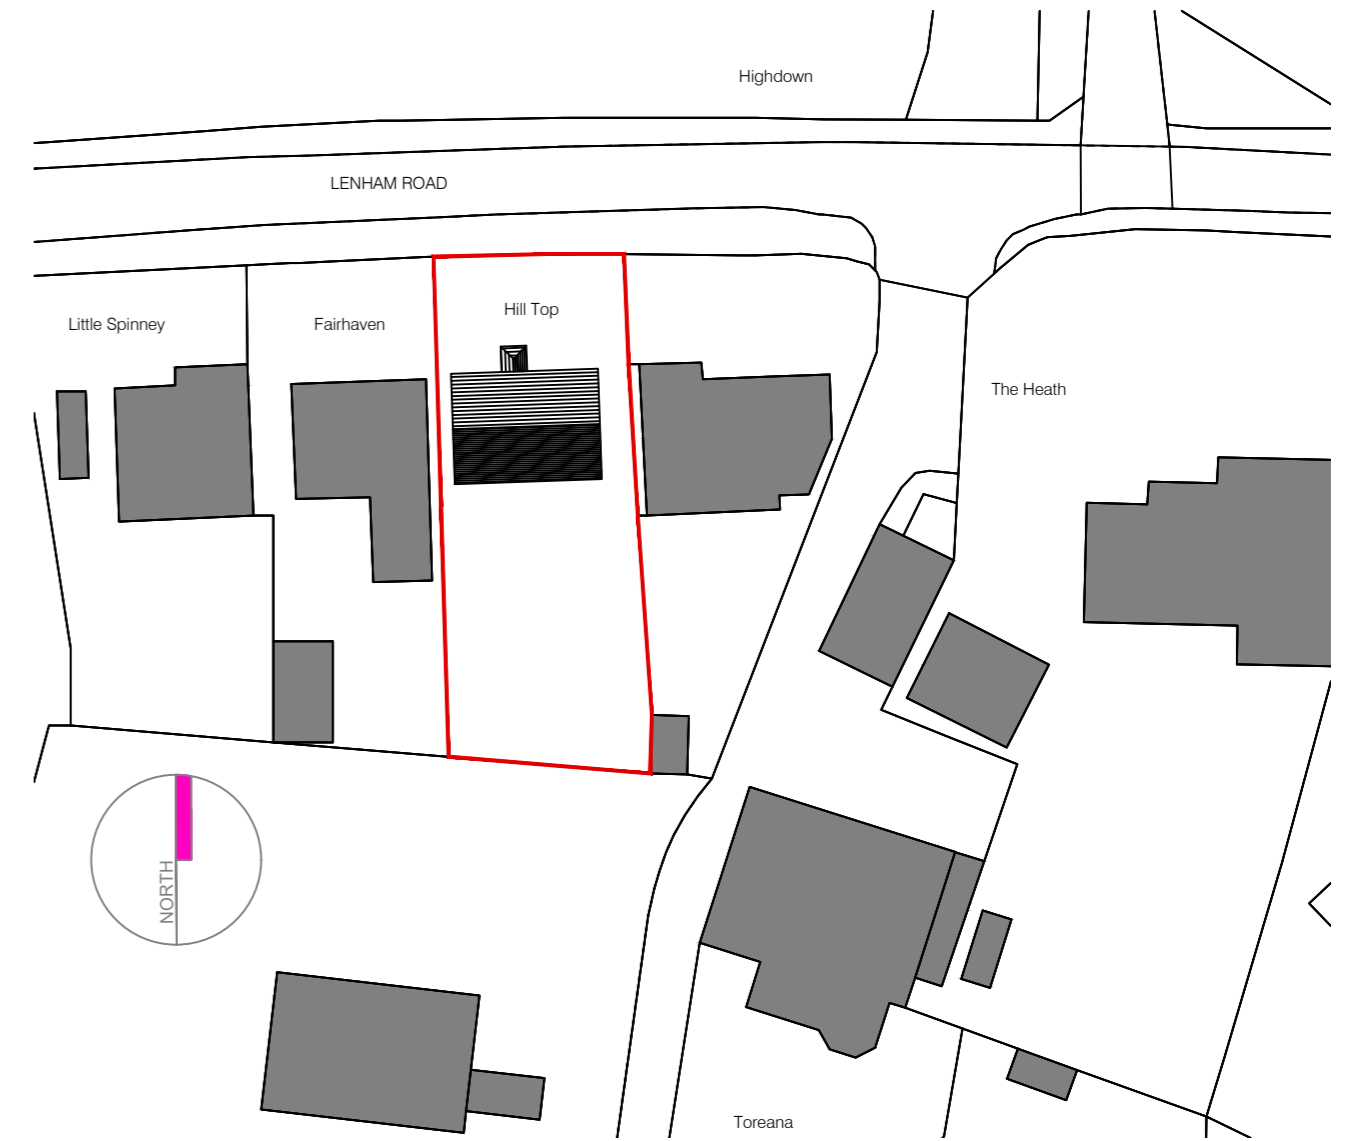 Highdown
LENHAM ROAD
Hill Top
Little Spinney
Fairhaven
The Heath
NORTH
Toreana